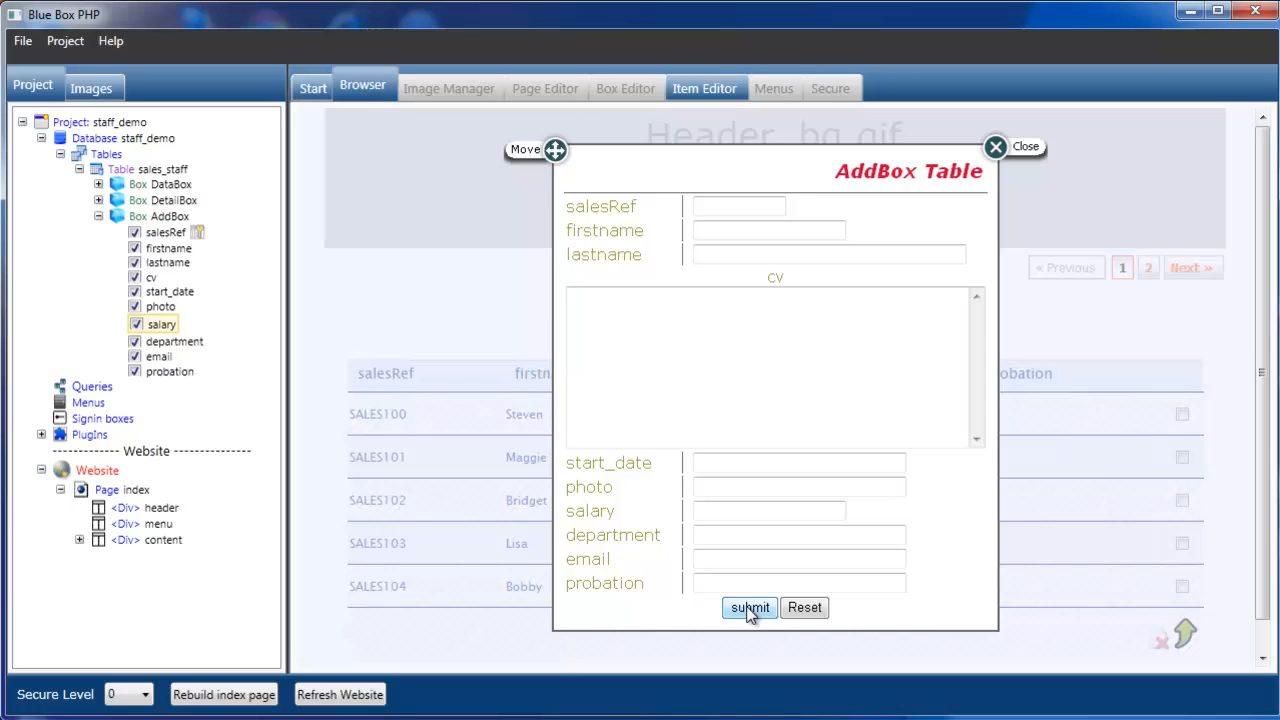 Blue Box PHP
File Project Help
Project Images
Start Browser Image Manager Page Editor Box Editor Item Editor Menus Secure
Project: staff_demo
Database staff_demo
Tables
Table sales_staff
Box DataBox
Box DetailBox
Box AddBox
salesRef
firstname
lastname
cv
start_date
photo
salary
department
email
probation
Queries
Menus
Signin boxes
PlugIns
------------ Website ------------
Website
Page index
<Div> header
<Div> menu
<Div> content
Header_bg.gif
« Previous 1 2 Next »
Move Close
AddBox Table
salesRef
firstname
lastname
cv
start_date
photo
salary
department
email
probation
submit Reset
salesRef
SALES100 Steven
SALES101 Maggie
SALES102 Bridget
SALES103 Lisa
SALES104 Bobby
Secure Level 0 Rebuild index page Refresh Website